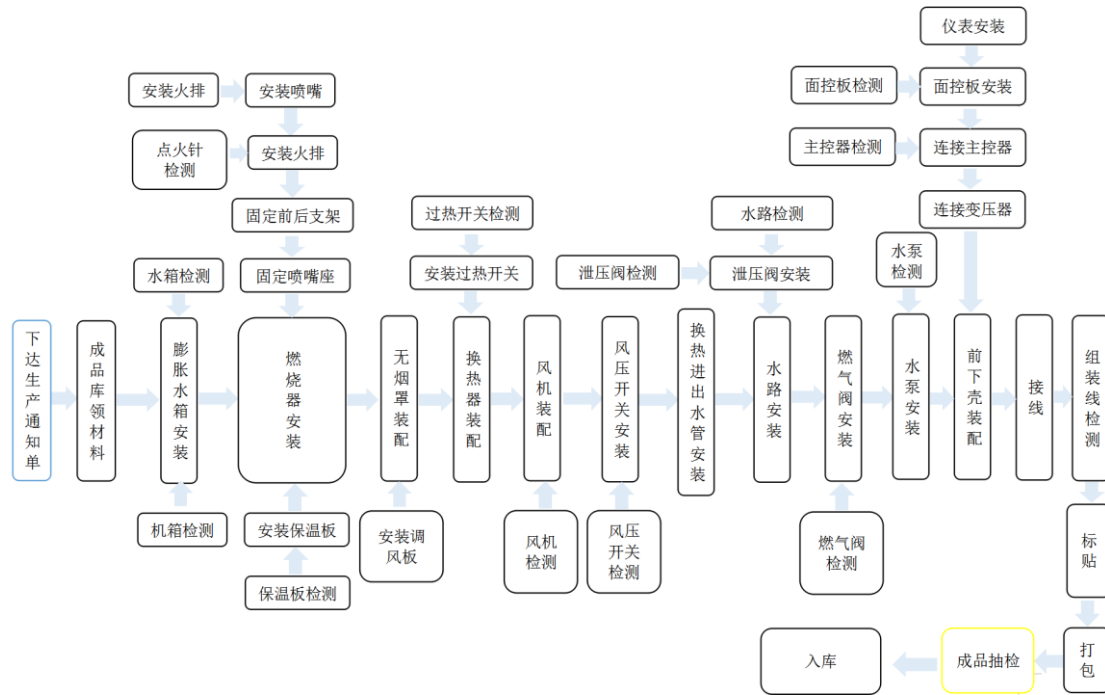 仪表安装
安装火排
安装喷嘴
面控板检测
面控板安装
点火针
检测
安装火排
主控器检测
连接主控器
固定前后支架
过热开关检测
水路检测
连接变压器
水箱检测
固定喷嘴座
安装过热开关
泄压阀检测
泄压阀安装
水泵
检测
下达生产通知单
成品库领材料
膨胀水箱安装
燃烧器安装
无烟罩装配
换热器装配
风机装配
风压开关安装
换热进出水管安装
水路安装
燃气阀安装
水泵安装
前下壳装配
接线
组装线检测
机箱检测
安装保温板
安装调
风板
风机
检测
风压
开关
检测
燃气阀
检测
标贴
保温板检测
入库
成品抽检
打包